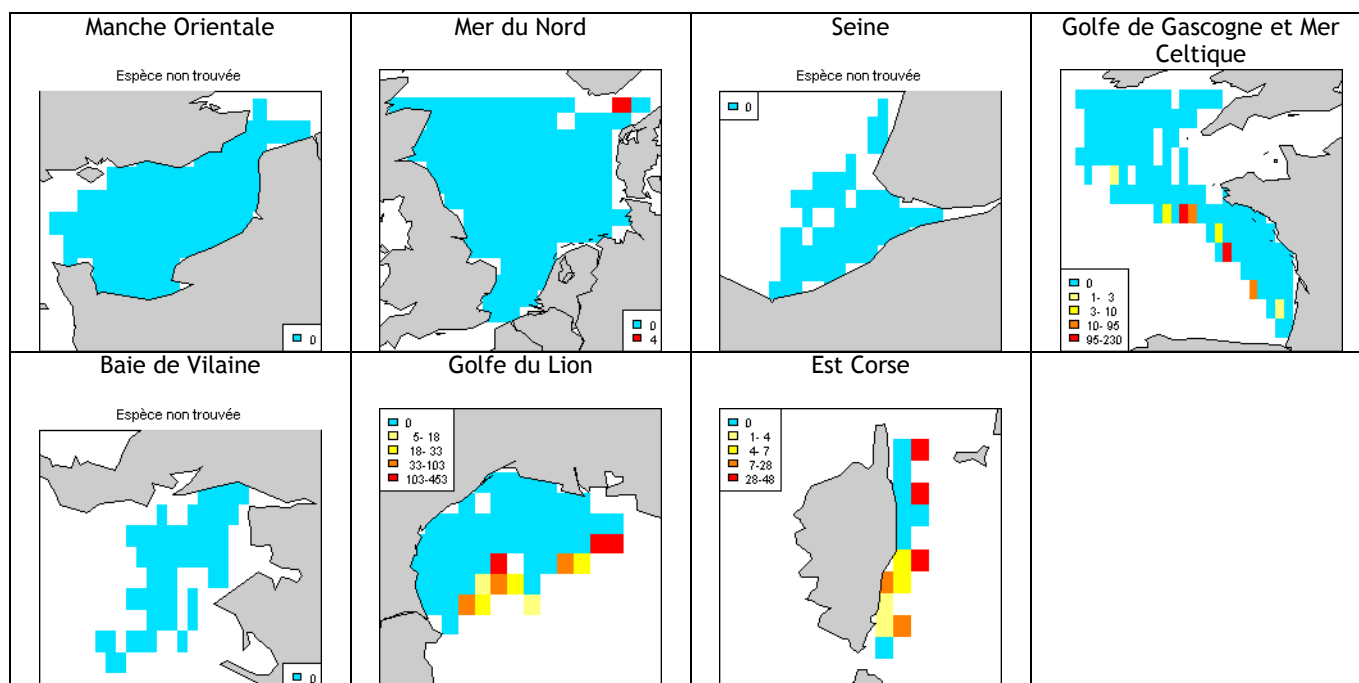 Manche Orientale
Espèce non trouvée
0
Mer du Nord
0
4
Seine
Espèce non trouvée
0
Golfe de Gascogne et Mer
Celtique
0
1- 3
3- 10
10- 95
95-230
Baie de Vilaine
Espèce non trouvée
0
Golfe du Lion
0
5- 18
18- 33
33-103
103-453
Est Corse
0
1- 4
4- 7
7-28
28-48